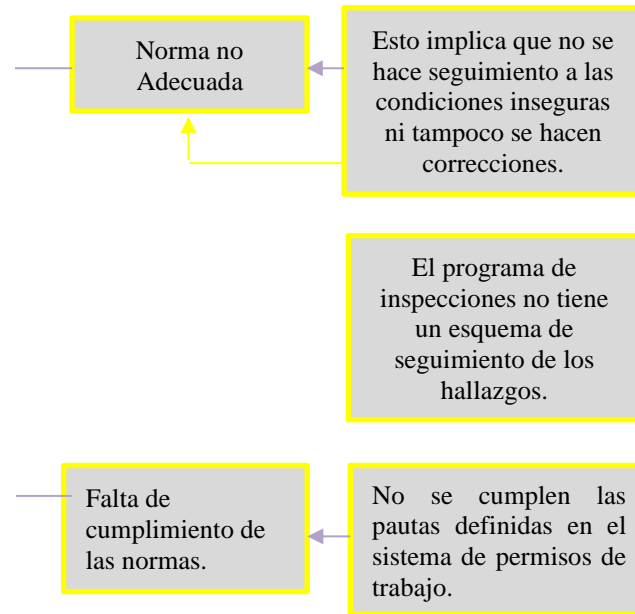 Norma no
Adecuada
Esto implica que no se
hace seguimiento a las
condiciones inseguras
ni tampoco se hacen
correcciones.
El programa de
inspecciones no tiene
un esquema de
seguimiento de los
hallazgos.
Falta de
cumplimiento de
las normas.
No se cumplen las
pautas definidas en el
sistema de permisos de
trabajo.